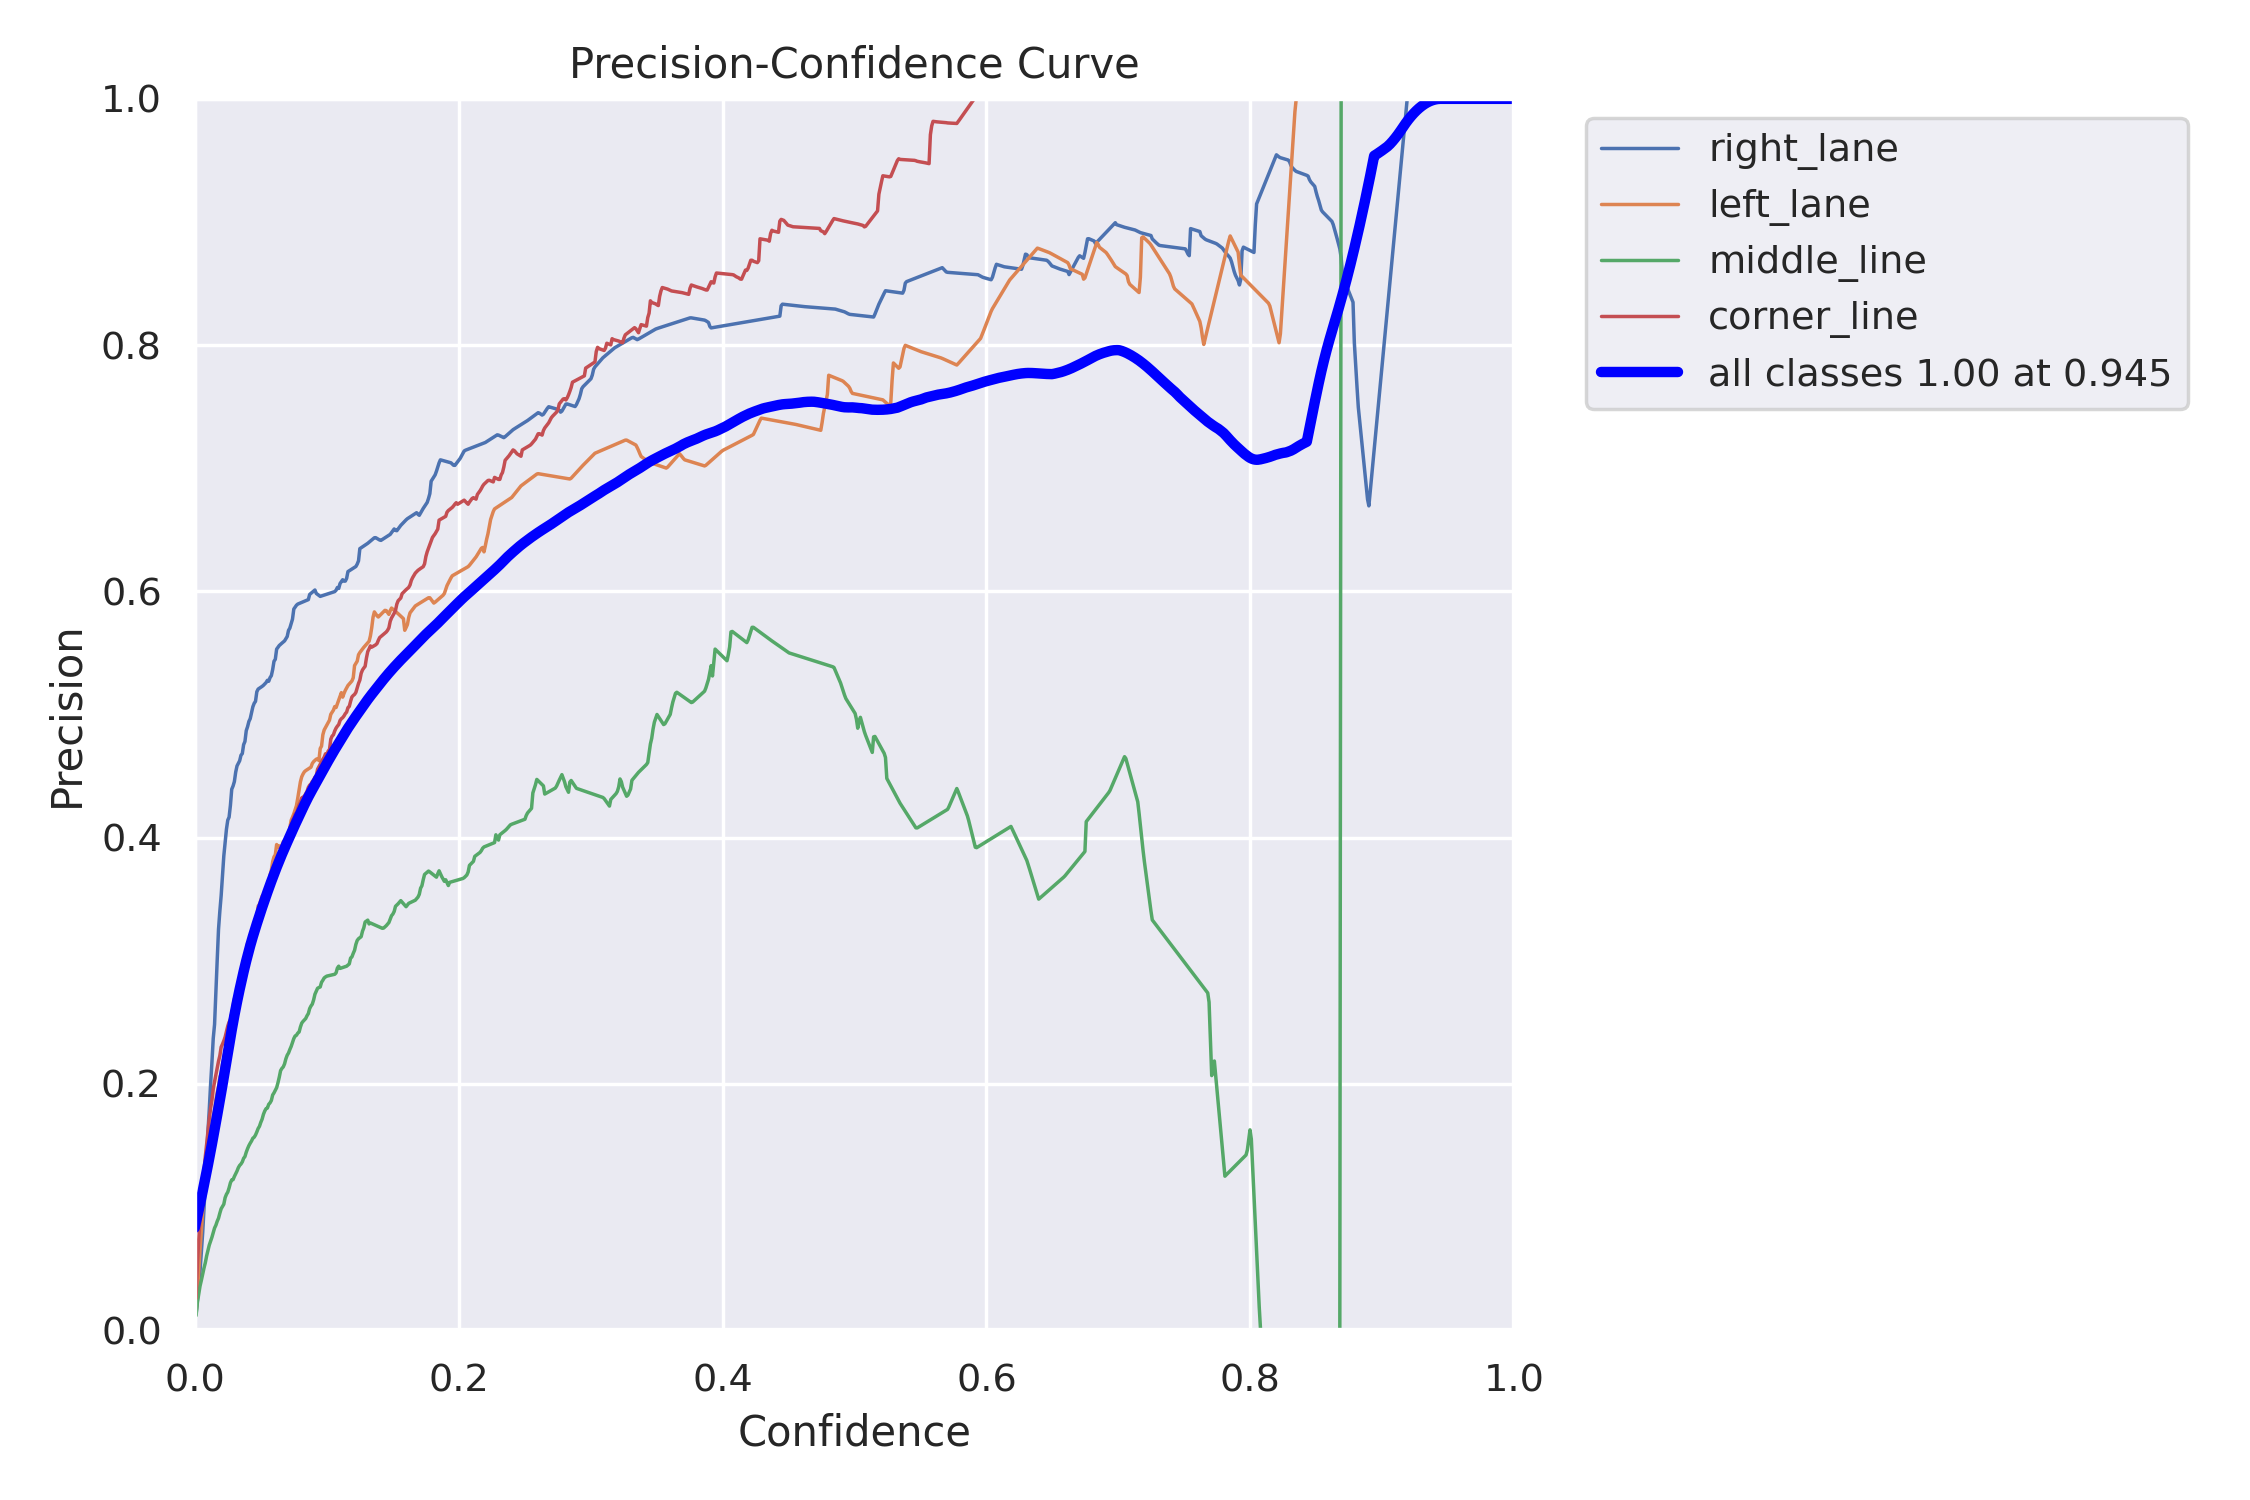 Precision-Confidence Curve
1.0
0.8
0.6
0.4
0.2
0.0
Precision
0.0 0.2 0.4 0.6 0.8 1.0
Confidence
right_lane
left_lane
middle_line
corner_line
all classes 1.00 at 0.945